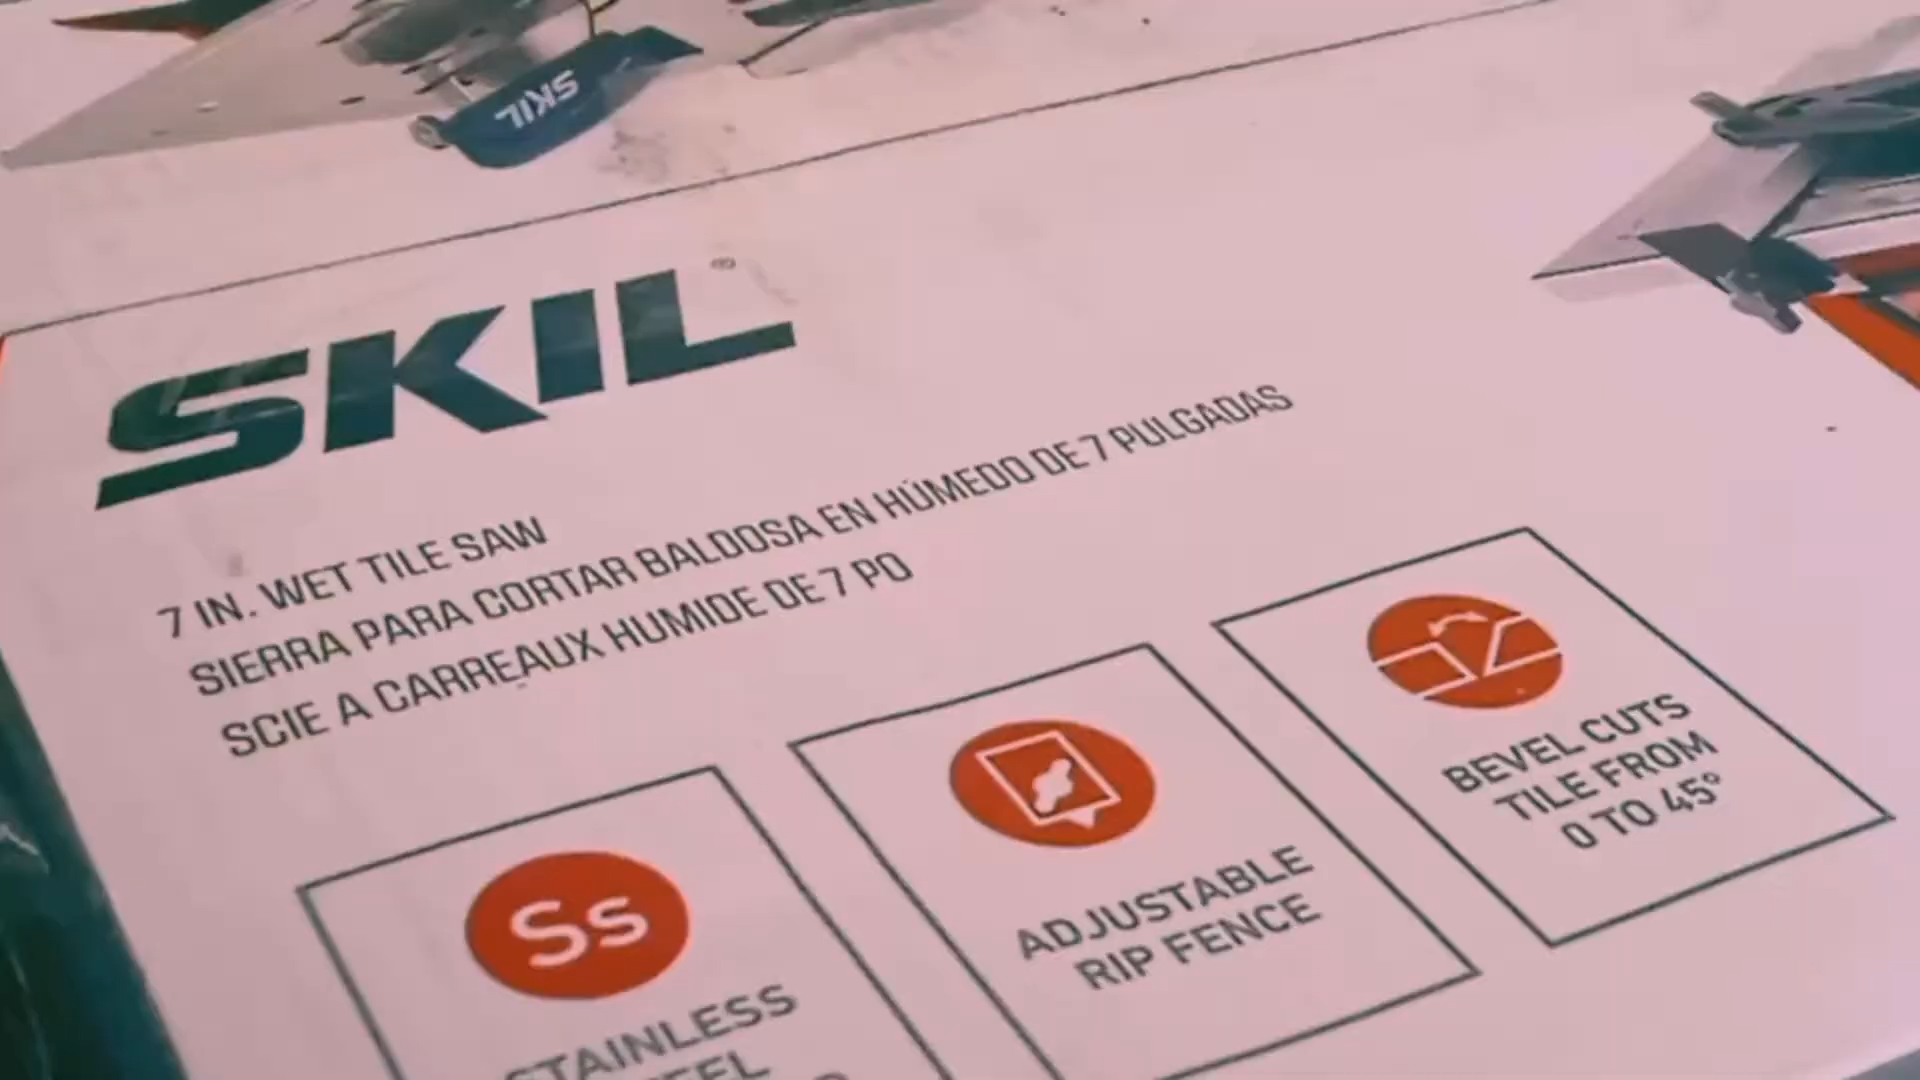 SKIL
SKIL®
7 IN. WET TILE SAW
SIERRA PARA CORTAR BALDOSA EN HÚMEDO DE 7 PULGADAS
SCIE A CARREAUX HUMIDE DE 7 PO
BEVEL CUTS
TILE FROM
0 TO 45°
ADJUSTABLE
RIP FENCE
Ss
STAINLESS